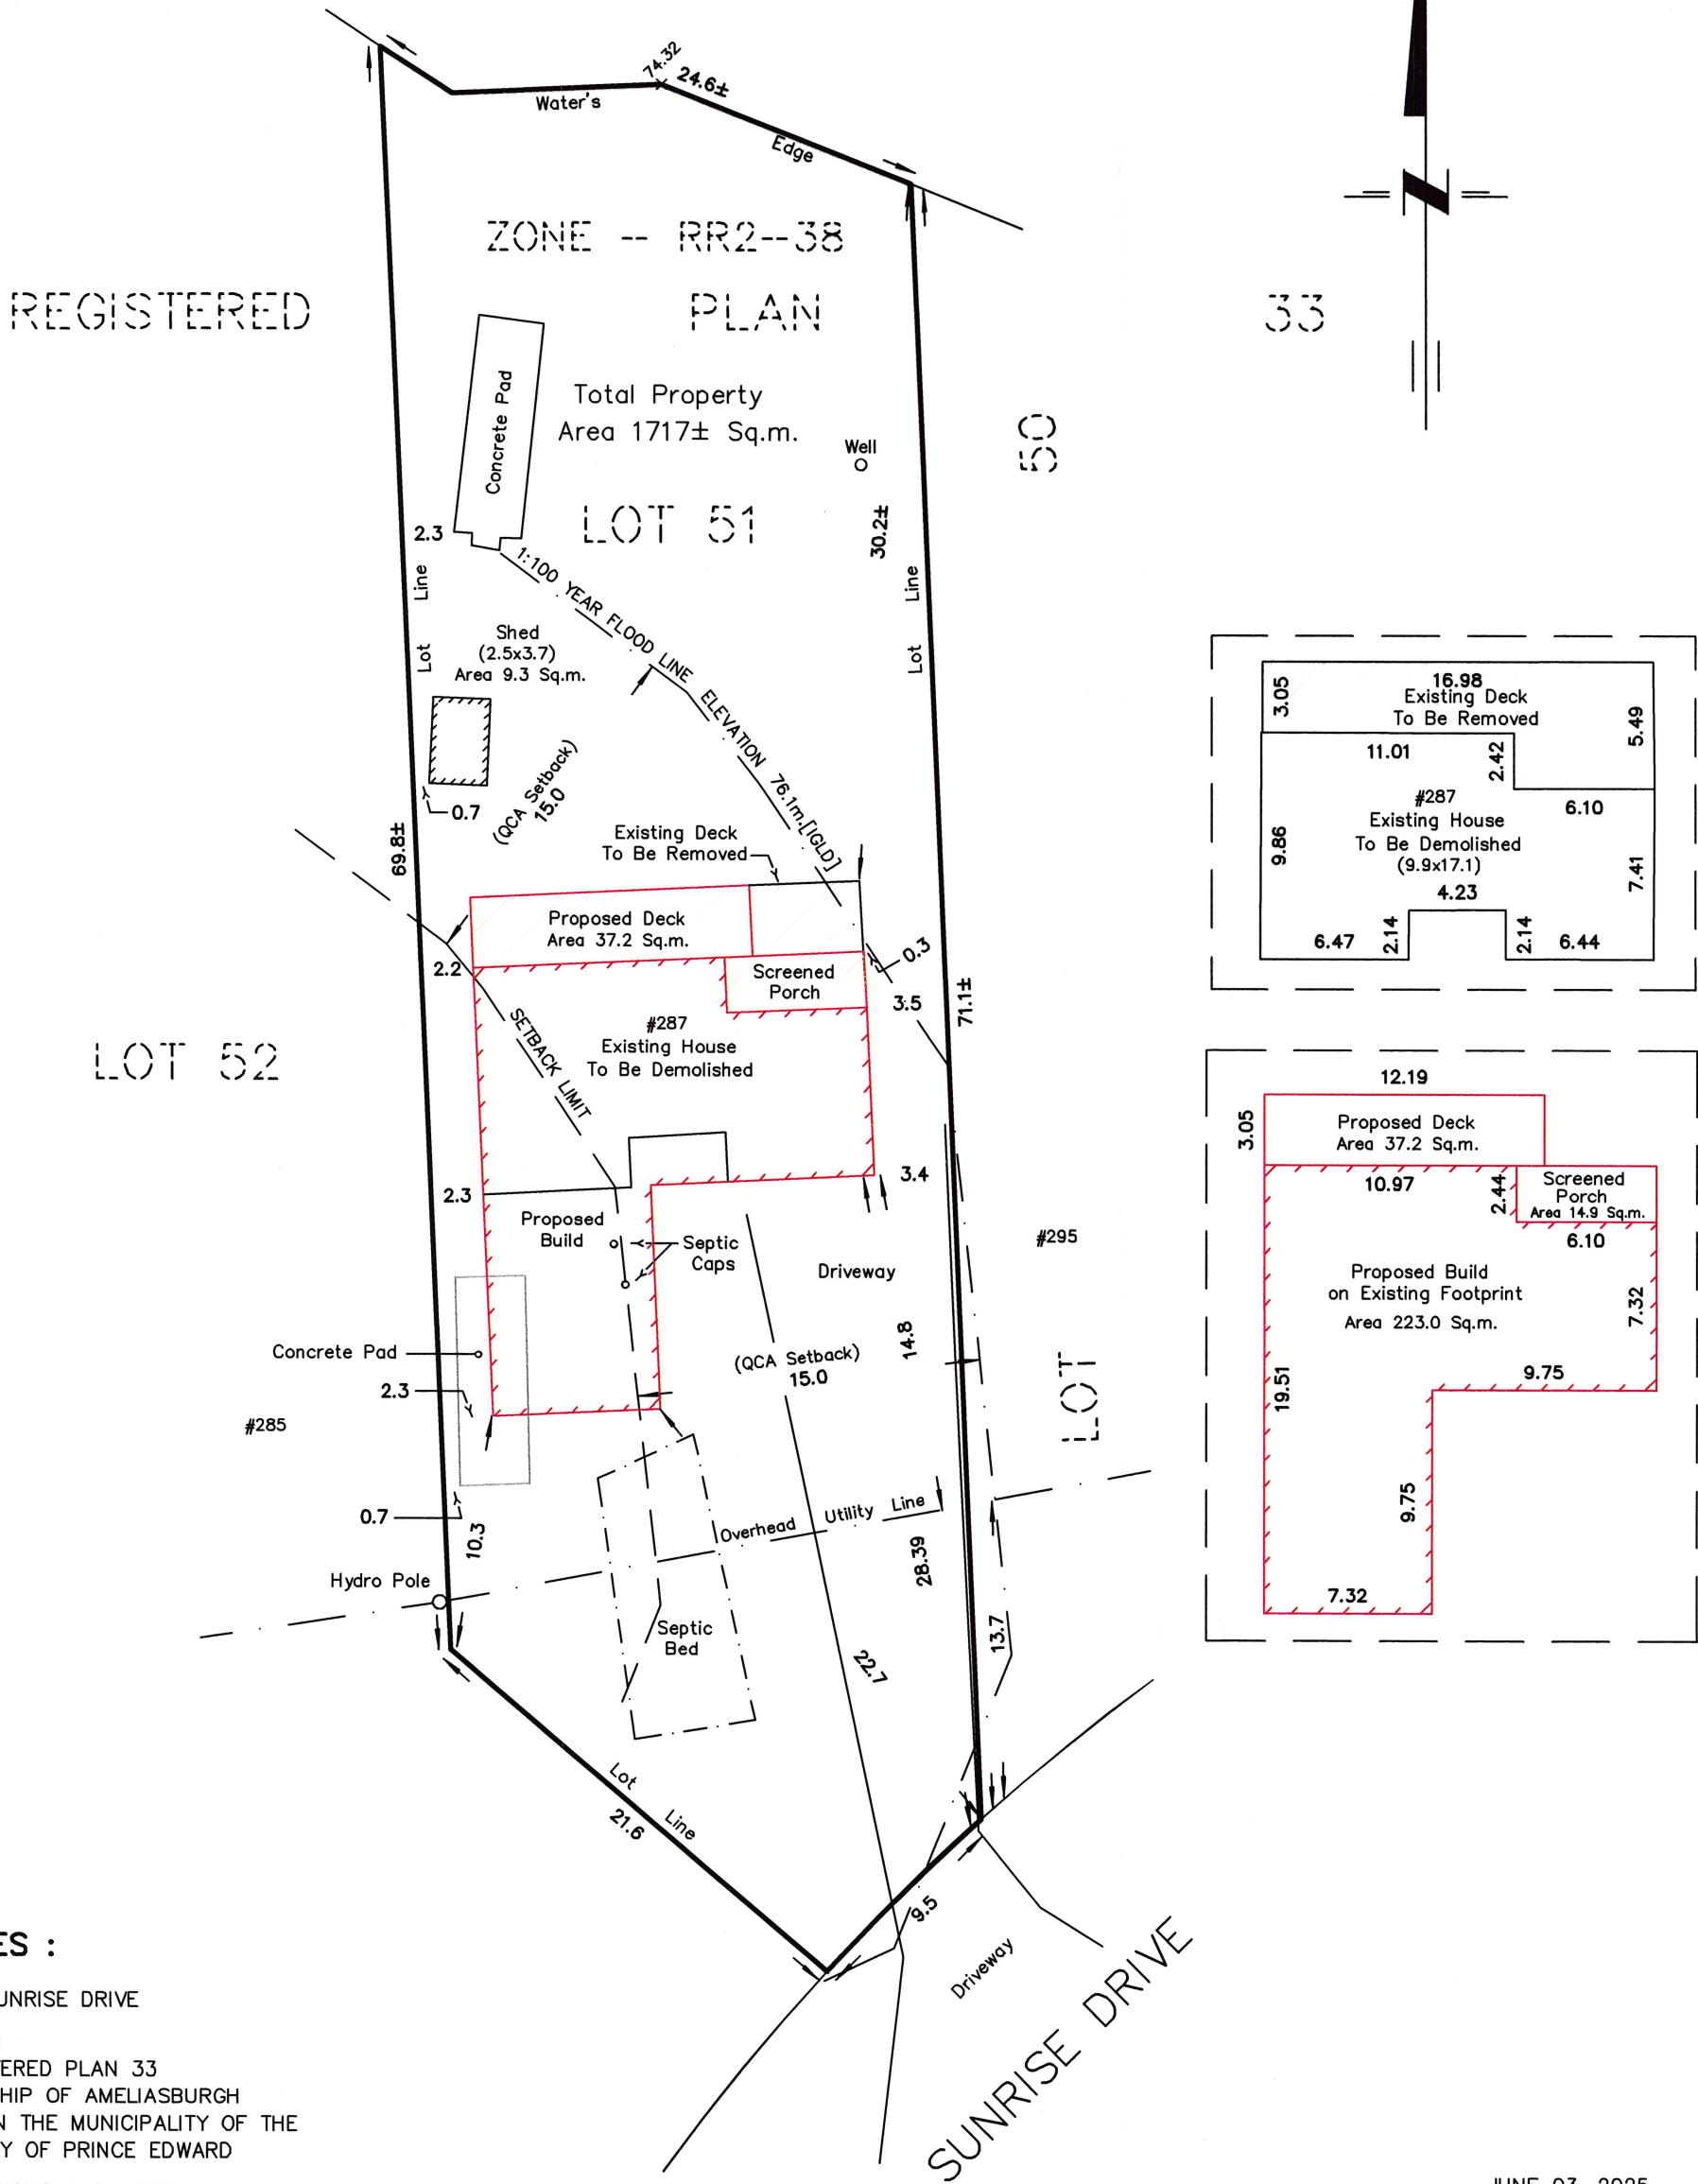 74.32
24.6±
Water's
Edge
ZONE -- RR2--38
REGISTERED PLAN 33
Total Property
Area 1717± Sq.m.
Concrete Pad
Well
50
LOT 51
2.3
30.2±
1:100 YEAR FLOOD LINE ELEVATION 76.1m.[IGLD]
Lot Line
Lot Line
Shed
(2.5x3.7)
Area 9.3 Sq.m.
0.7
(QCA Setback)
15.0
69.8±
Existing Deck
To Be Removed
Proposed Deck
Area 37.2 Sq.m.
2.2
Screened
Porch
0.3
3.5
71.1±
SETBACK LIMIT
#287
Existing House
To Be Demolished
LOT 52
3.4
2.3
Proposed
Build
Septic
Caps
Driveway
#295
Concrete Pad
2.3
(QCA Setback)
15.0
14.8
LOT
#285
0.7
10.3
Overhead Utility Line
28.39
Hydro Pole
Septic
Bed
22.7
13.7
Lot Line
21.6
9.5
Driveway
SUNRISE DRIVE
16.98
3.05
Existing Deck
To Be Removed
5.49
11.01
2.42
#287
Existing House
To Be Demolished
(9.9x17.1)
6.10
9.86
7.41
4.23
6.47
2.14
2.14
6.44
12.19
3.05
Proposed Deck
Area 37.2 Sq.m.
10.97
2.44
Screened
Porch
Area 14.9 Sq.m.
6.10
Proposed Build
on Existing Footprint
Area 223.0 Sq.m.
7.32
19.51
9.75
9.75
7.32
ES :
UNRISE DRIVE
ERED PLAN 33
HIP OF AMELIASBURGH
N THE MUNICIPALITY OF THE
Y OF PRINCE EDWARD
JUNE 03, 2025